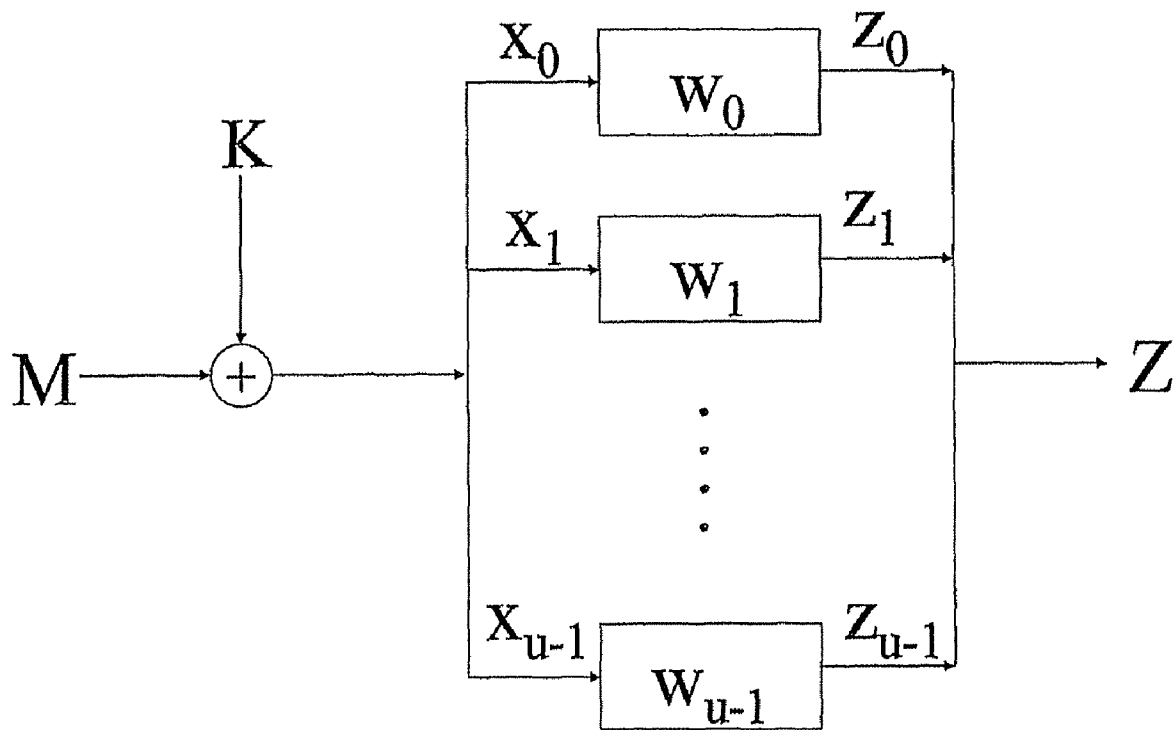 x₀ w₀ z₀
K
x₁ w₁ z₁
M + Z
xᵤ₋₁ wᵤ₋₁ zᵤ₋₁